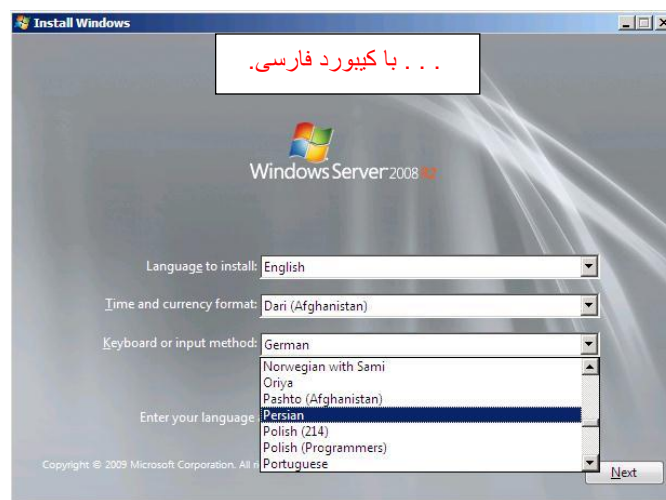 Install Windows
. . . با کیبورد فارسی.
Windows Server 2008 R2
Language to install: English
Time and currency format: Dari (Afghanistan)
Keyboard or input method: German
Norwegian with Sami
Oriya
Pashto (Afghanistan)
Persian
Polish (214)
Polish (Programmers)
Portuguese
Enter your language
Copyright © 2009 Microsoft Corporation. All
Next